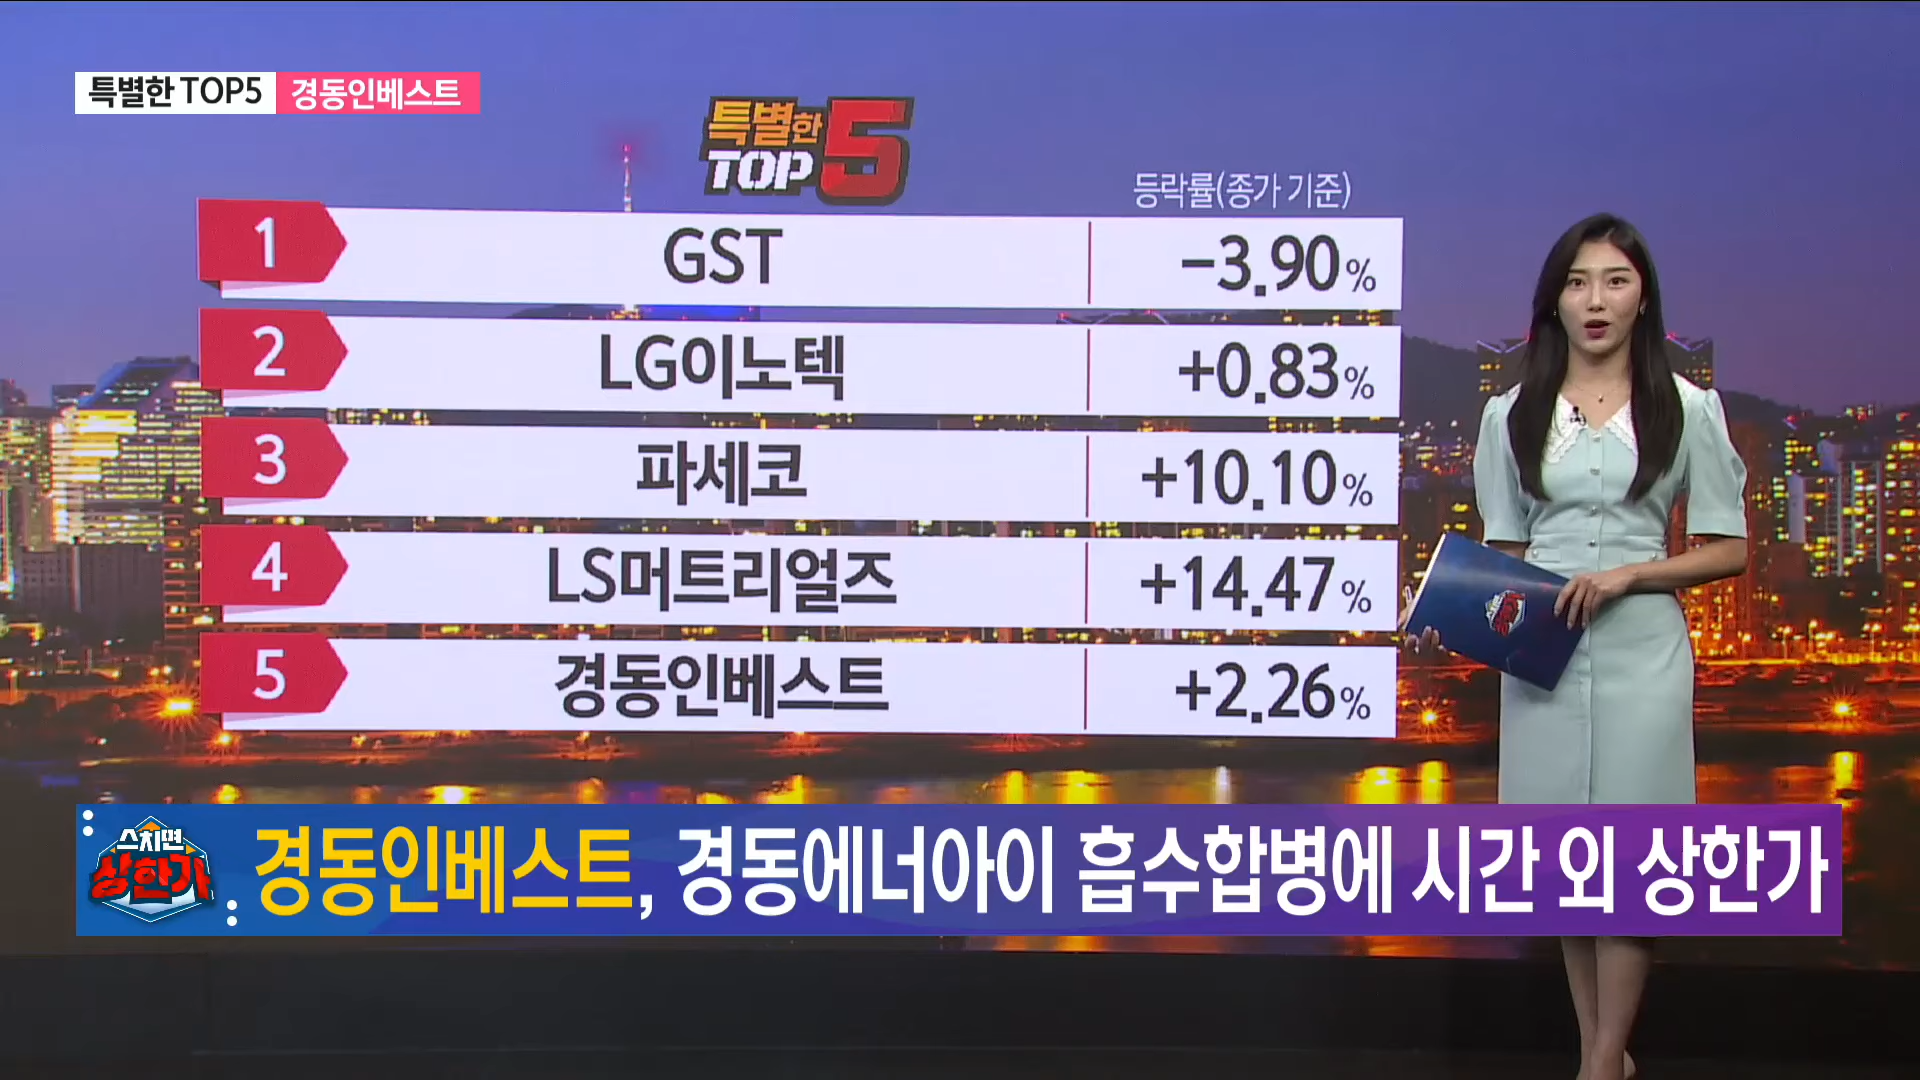 특별한 TOP5 경동인베스트
특별한
TOP 5
등락률(종가 기준)
1 GST -3.90%
2 LG이노텍 +0.83%
3 파세코 +10.10%
4 LS머트리얼즈 +14.47%
5 경동인베스트 +2.26%
스치면
상한가
경동인베스트, 경동에너아이 흡수합병에 시간 외 상한가